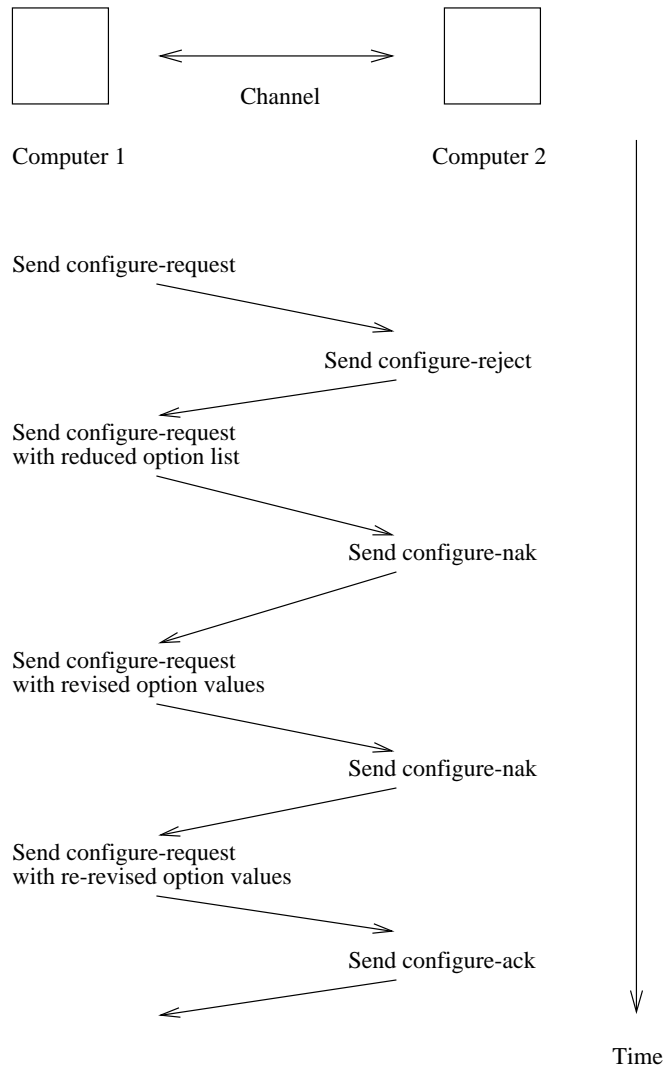 Channel
Computer 1
Computer 2
Send configure-request
Send configure-reject
Send configure-request
with reduced option list
Send configure-nak
Send configure-request
with revised option values
Send configure-nak
Send configure-request
with re-revised option values
Send configure-ack
Time